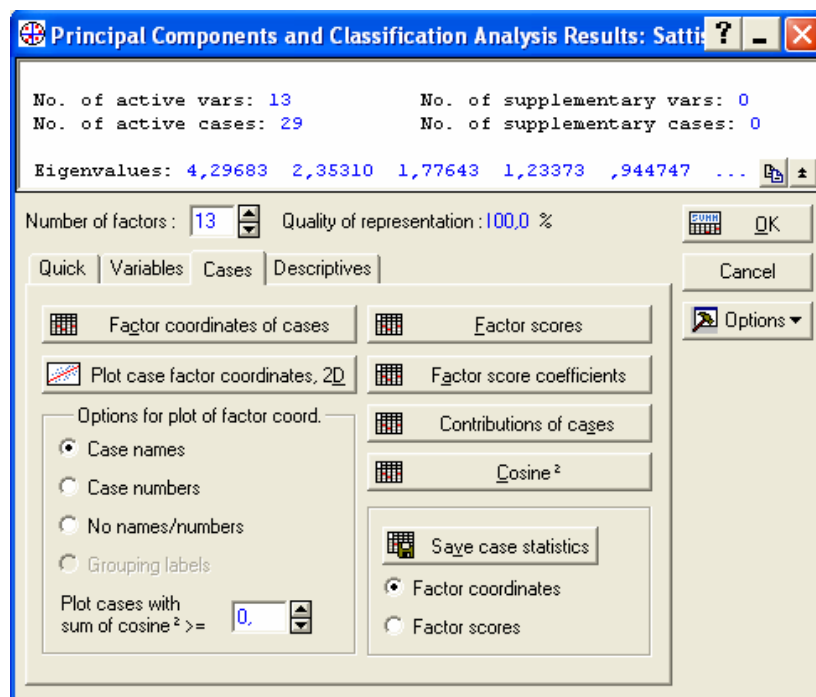 Principal Components and Classification Analysis Results: Sattis ?
No. of active vars: 13 No. of supplementary vars: 0
No. of active cases: 29 No. of supplementary cases: 0
Eigenvalues: 4,29683 2,35310 1,77643 1,23373 ,944747 ...
Number of factors : 13 Quality of representation : 100,0 % OK
Quick Variables Cases Descriptives
Cancel
Options
Factor coordinates of cases Factor scores
Plot case factor coordinates, 2D Factor score coefficients
Options for plot of factor coord. Contributions of cases
Case names
Cosine ²
Case numbers
No names/numbers
Grouping labels
Plot cases with
sum of cosine ² >= 0,
Save case statistics
Factor coordinates
Factor scores